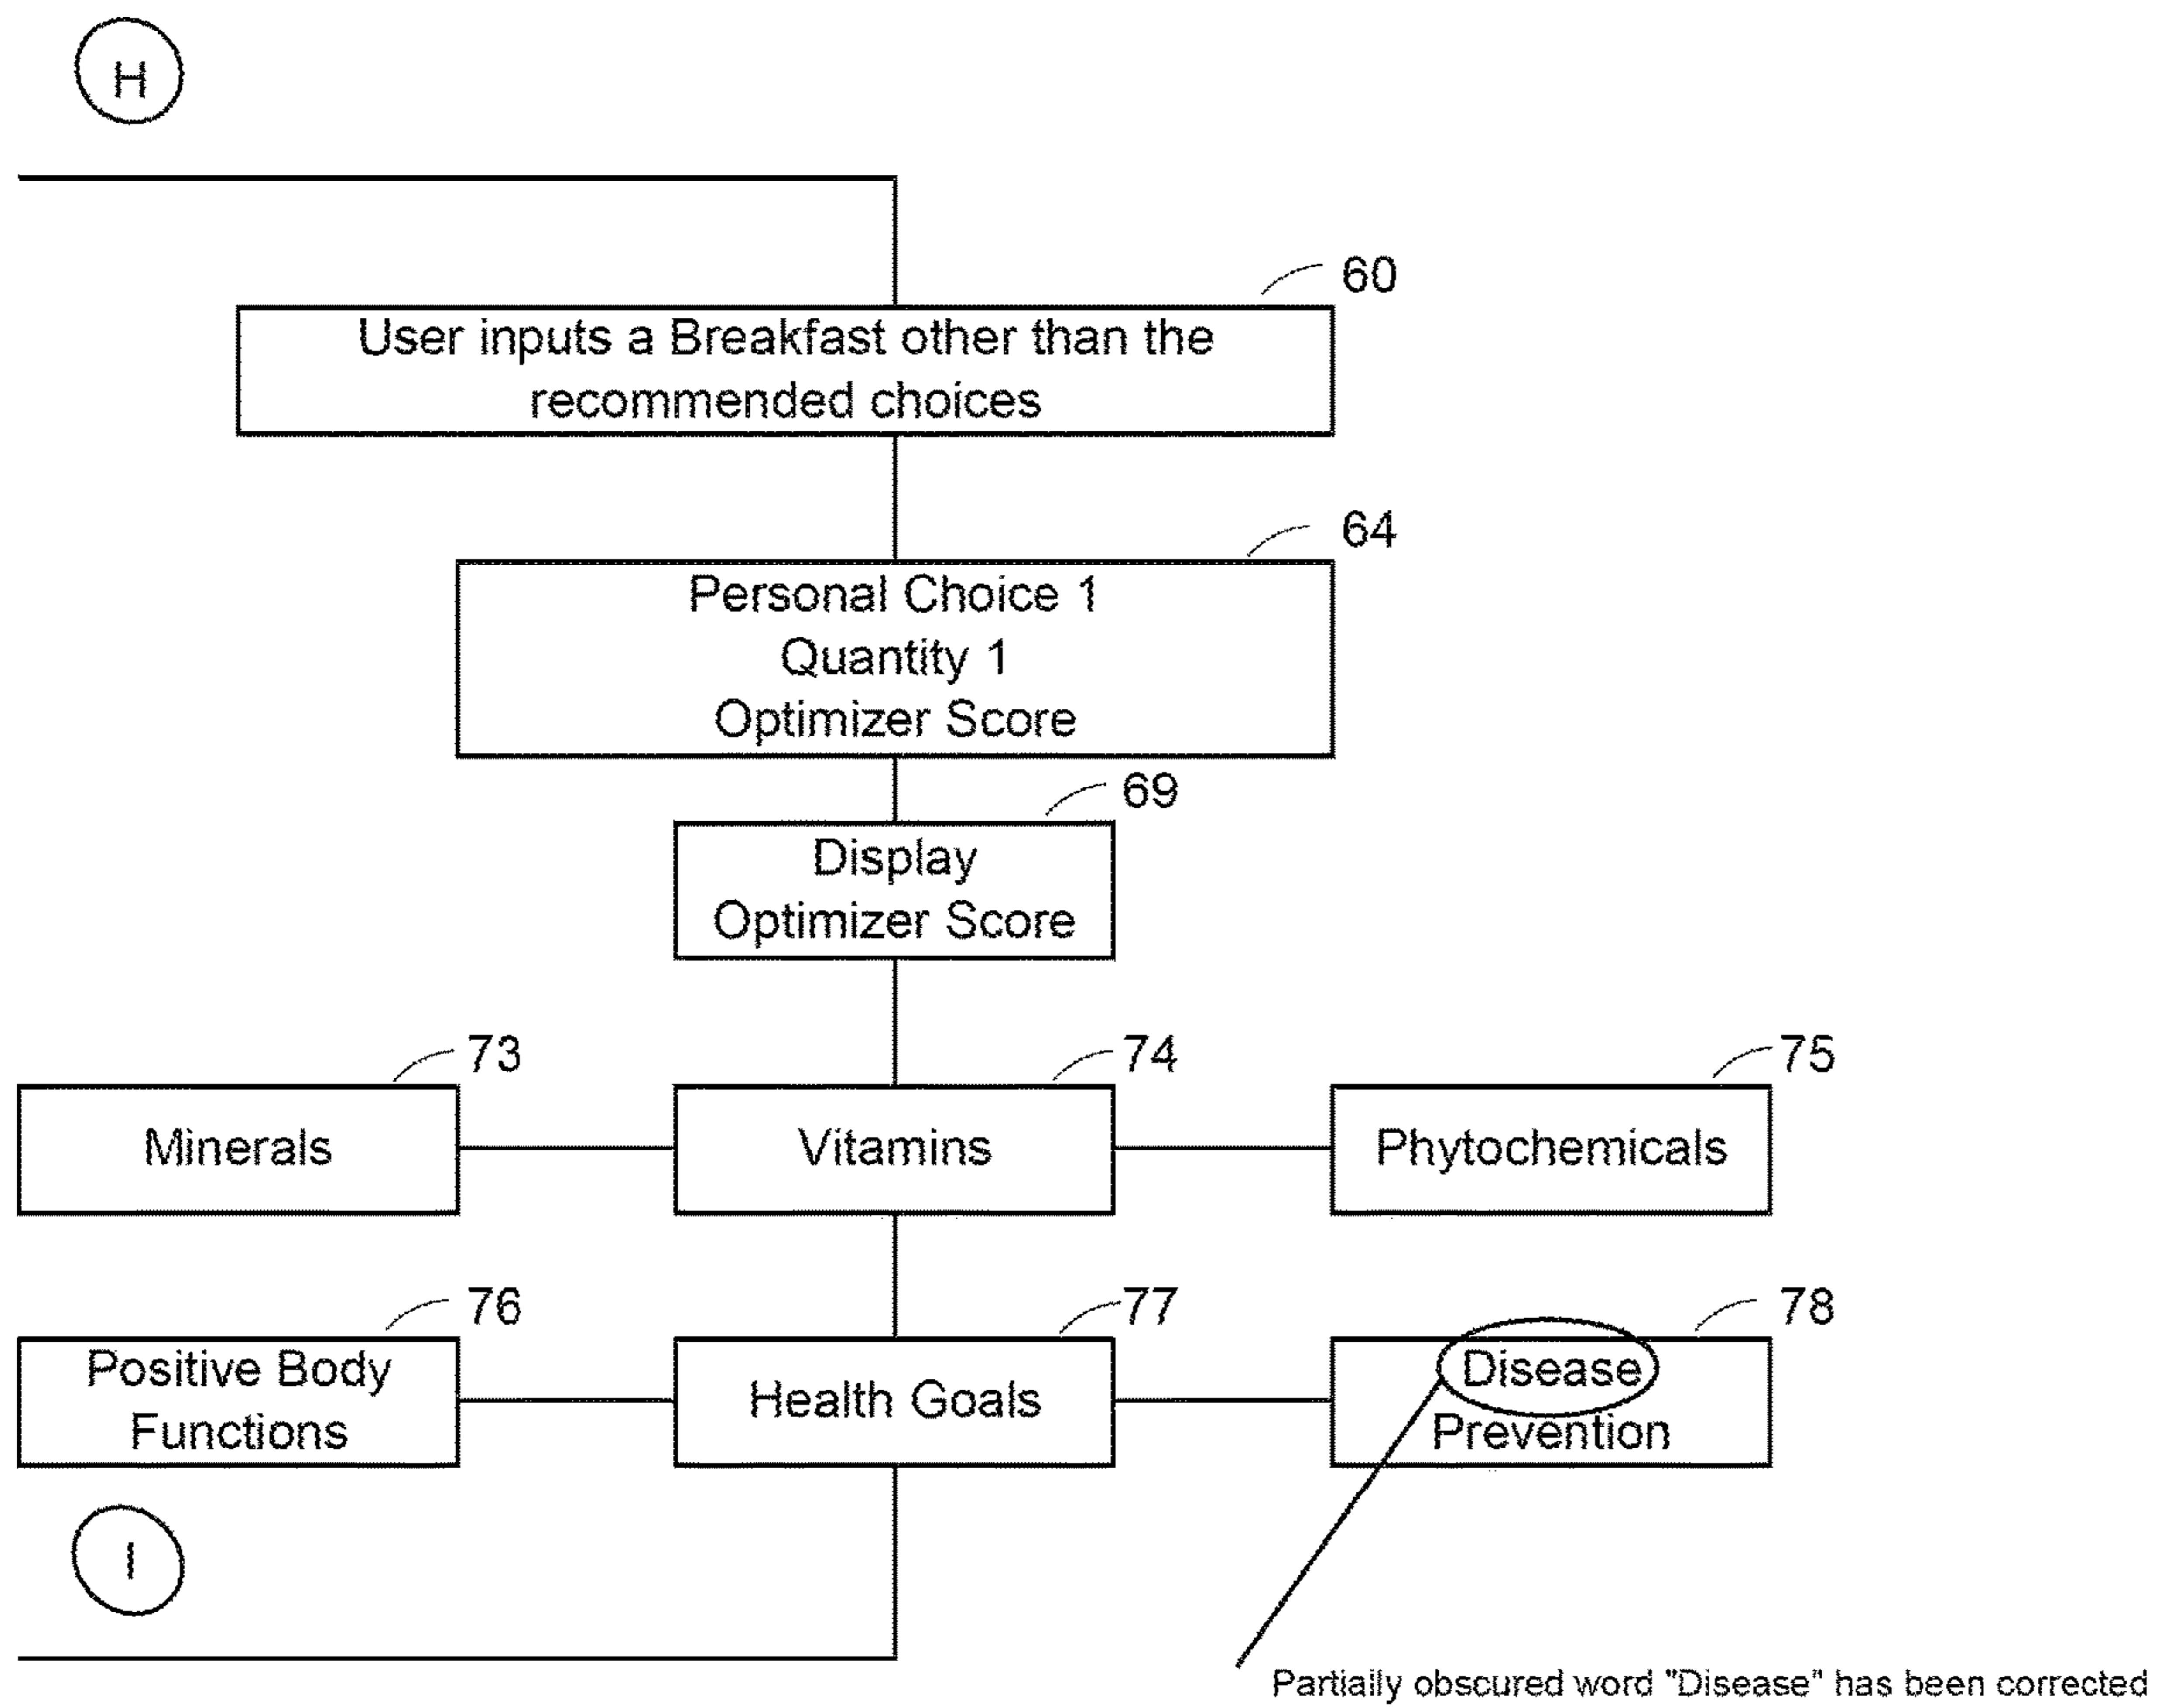 H
60
User inputs a Breakfast other than the
recommended choices
64
Personal Choice 1
Quantity 1
Optimizer Score
69
Display
Optimizer Score
73
74
75
Minerals
Vitamins
Phytochemicals
76
77
78
Positive Body
Functions
Health Goals
Disease
Prevention
I
Partially obscured word "Disease" has been corrected